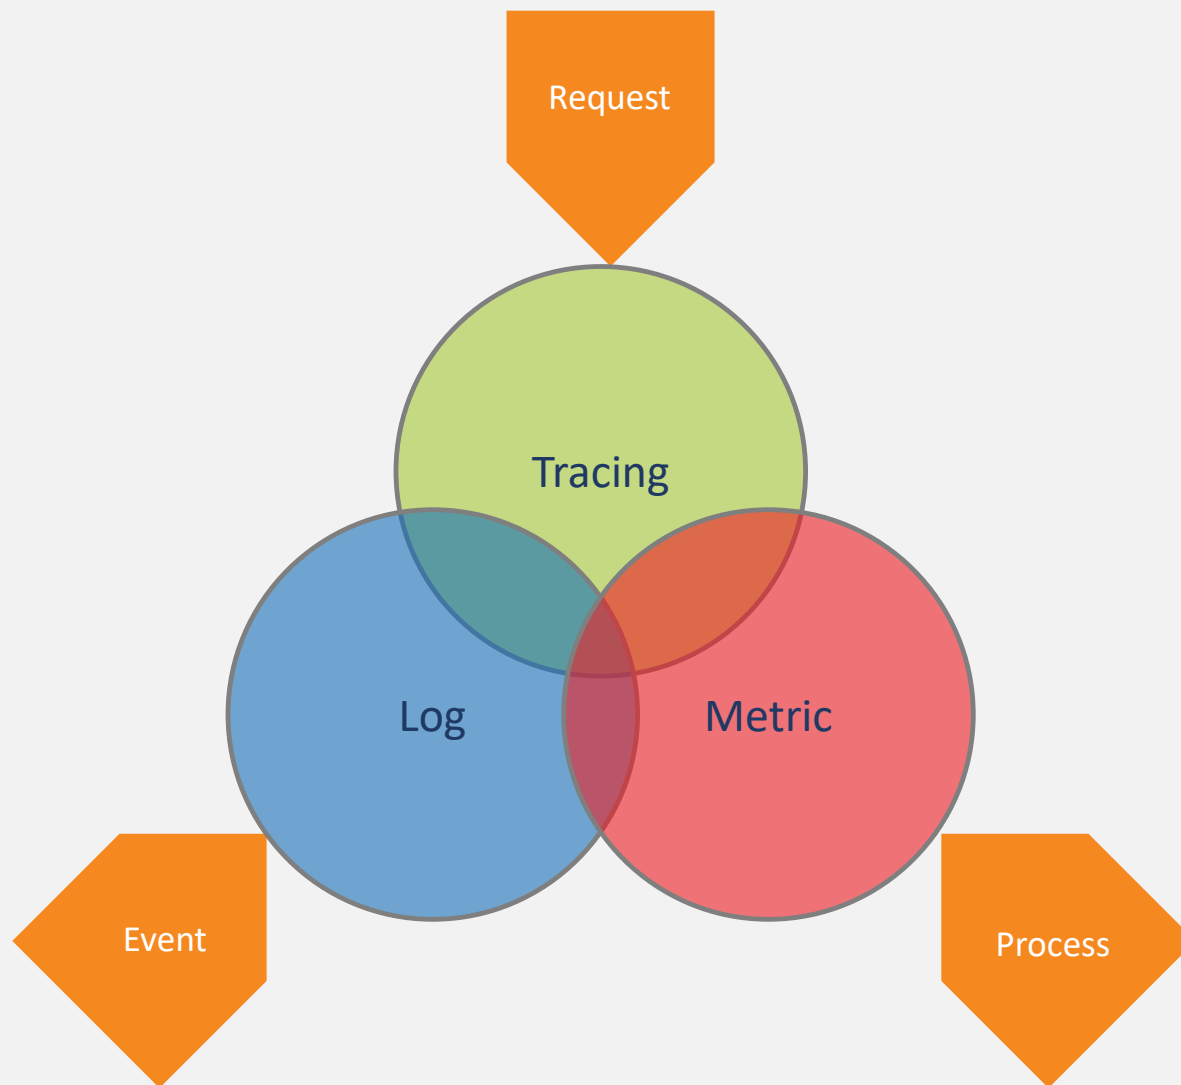 Request
Tracing
Log
Metric
Event
Process